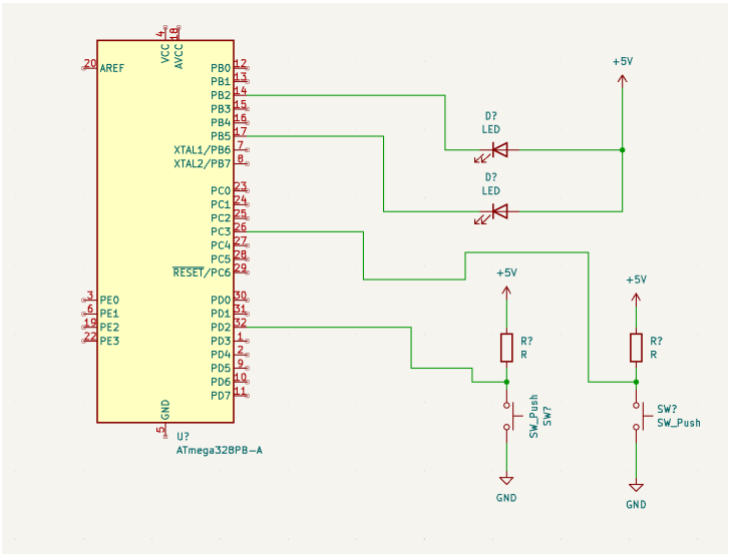 4
18
VCC
AVCC
20
AREF
PB0
12
PB1
13
PB2
14
PB3
15
PB4
16
PB5
17
XTAL1/PB6
7
XTAL2/PB7
8
PC0
23
PC1
24
PC2
25
PC3
26
PC4
27
PC5
28
RESET/PC6
29
3
PE0
6
PE1
19
PE2
22
PE3
PD0
30
PD1
31
PD2
32
PD3
1
PD4
2
PD5
9
PD6
10
PD7
11
GND
5
U?
ATmega328PB-A
+5V
D?
LED
D?
LED
+5V
R?
R
SW_Push
SW?
GND
+5V
R?
R
SW?
SW_Push
GND